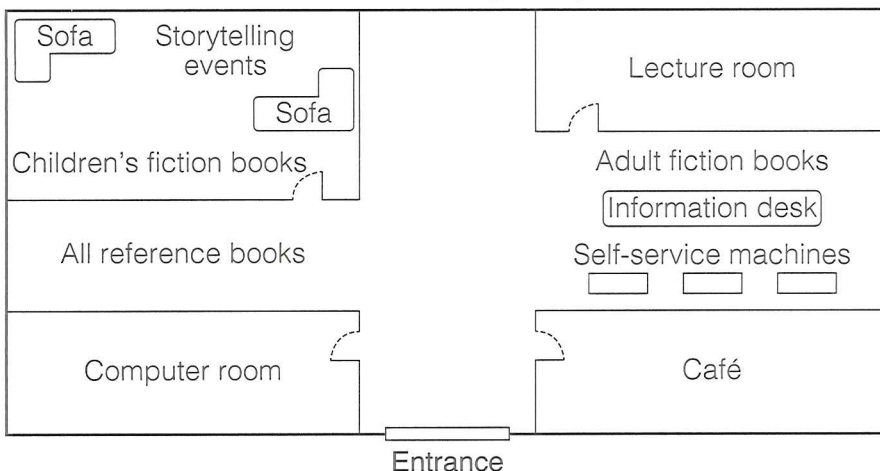 Sofa
Storytelling
events
Sofa
Children's fiction books
All reference books
Computer room
Lecture room
Adult fiction books
Information desk
Self-service machines
Café
Entrance